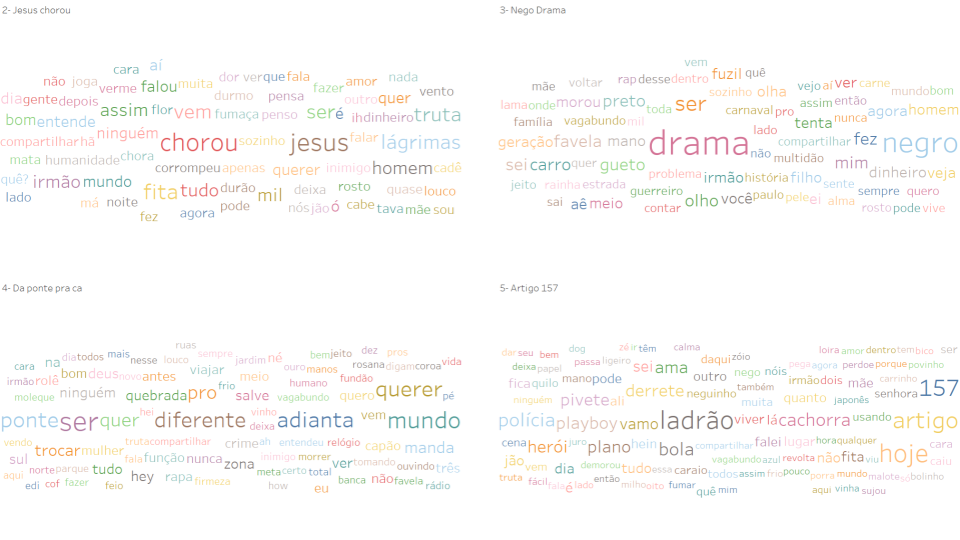 2- Jesus chorou
aí
cara
não joga verme falou muita dor ver que fala fazer amor nada
dia gente depois assim flor vem durmo pensa outro quer vento
bom entende fumaça penso ser é ih dinheiro truta
compartilhar há ninguém chorou sozinho jesus falar lágrimas
mata humanidade chora corrompeu apenas querer inimigo homem cadê
quê? irmão mundo fita tudo durão mil deixa rosto quase louco
lado má noite pode nós jão ó cabe tava mãe sou
fez agora
3- Nego Drama
vem
mãe voltar rap desse dentro fuzil quê vejo aí ver carne
lama onde morou preto toda ser sozinho olha assim então mundo bom
família vagabundo mil carnaval pro tenta nunca agora homem
geração favela mano drama lado compartilhar fez negro
sei carro quer gueto não multidão mim dinheiro veja
jeito rainha estrada problema irmão história filho sente sempre quero
sai aê meio guerreiro olho você paulo pele ei alma
contar rosto pode vive
4- Da ponte pra ca
ruas
cara na dia todos mais nesse louco sempre jardim né bem jeito dez pros
irmão rolê bom deus novo antes viajar meio ouro manos rosana digam coroa vida
moleque ninguém quebrada pro frio salve vagabundo humano fundão quero querer pé
ponte ser quer hei diferente vinho deixa adianta vem mundo
vendo trocar mulher truta compartilhar crime ah entendeu relógio capão manda
sul norte parque fala função nunca zona inimigo morrer ver tomando ouvindo três
aqui tudo hey rapa meta certo total banca não favela rádio
edi cof fazer feio firmeza how eu
5- Artigo 157
dar seu bem dog zé ir têm calma loira amor dentro tem bico ser
deixa papel passa ligeiro sei ama daqui zóio pega agora perdoe porque povinho
fica quilo mano pode outro nego nóis irmão dois mãe carrinho 157
ninguém pivete ali derrete neguinho também muita quanto japonês senhora
polícia playboy vamo ladrão viver lá cachorra usando artigo
cena herói juro plano hein bola compartilhar falei lugar hora qualquer cara
jão vem dia demorou tudo essa caraio vagabundo azul revolta não fita viu hoje caiu
truta fácil fala é lado então milho oito fumar todos assim frio pouco porra mundo malote só bolinho
quê mim aqui vinha sujou